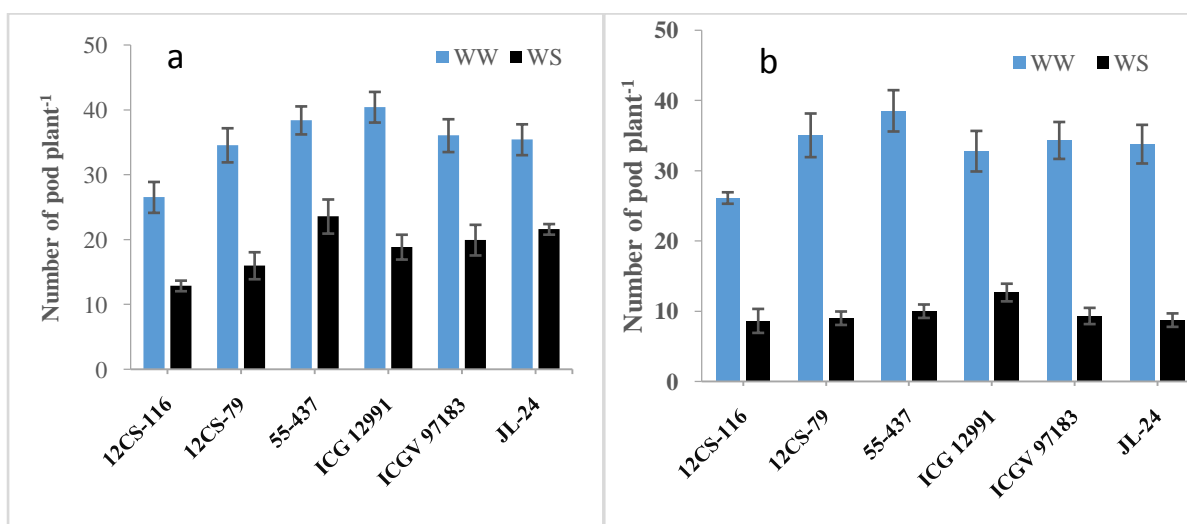 a
WW WS
Number of pod plant⁻¹
50
40
30
20
10
0
12CS-116
12CS-79
55-437
ICG 12991
ICGV 97183
JL-24
b
WW WS
Number of pod plant⁻¹
50
40
30
20
10
0
12CS-116
12CS-79
55-437
ICG 12991
ICGV 97183
JL-24